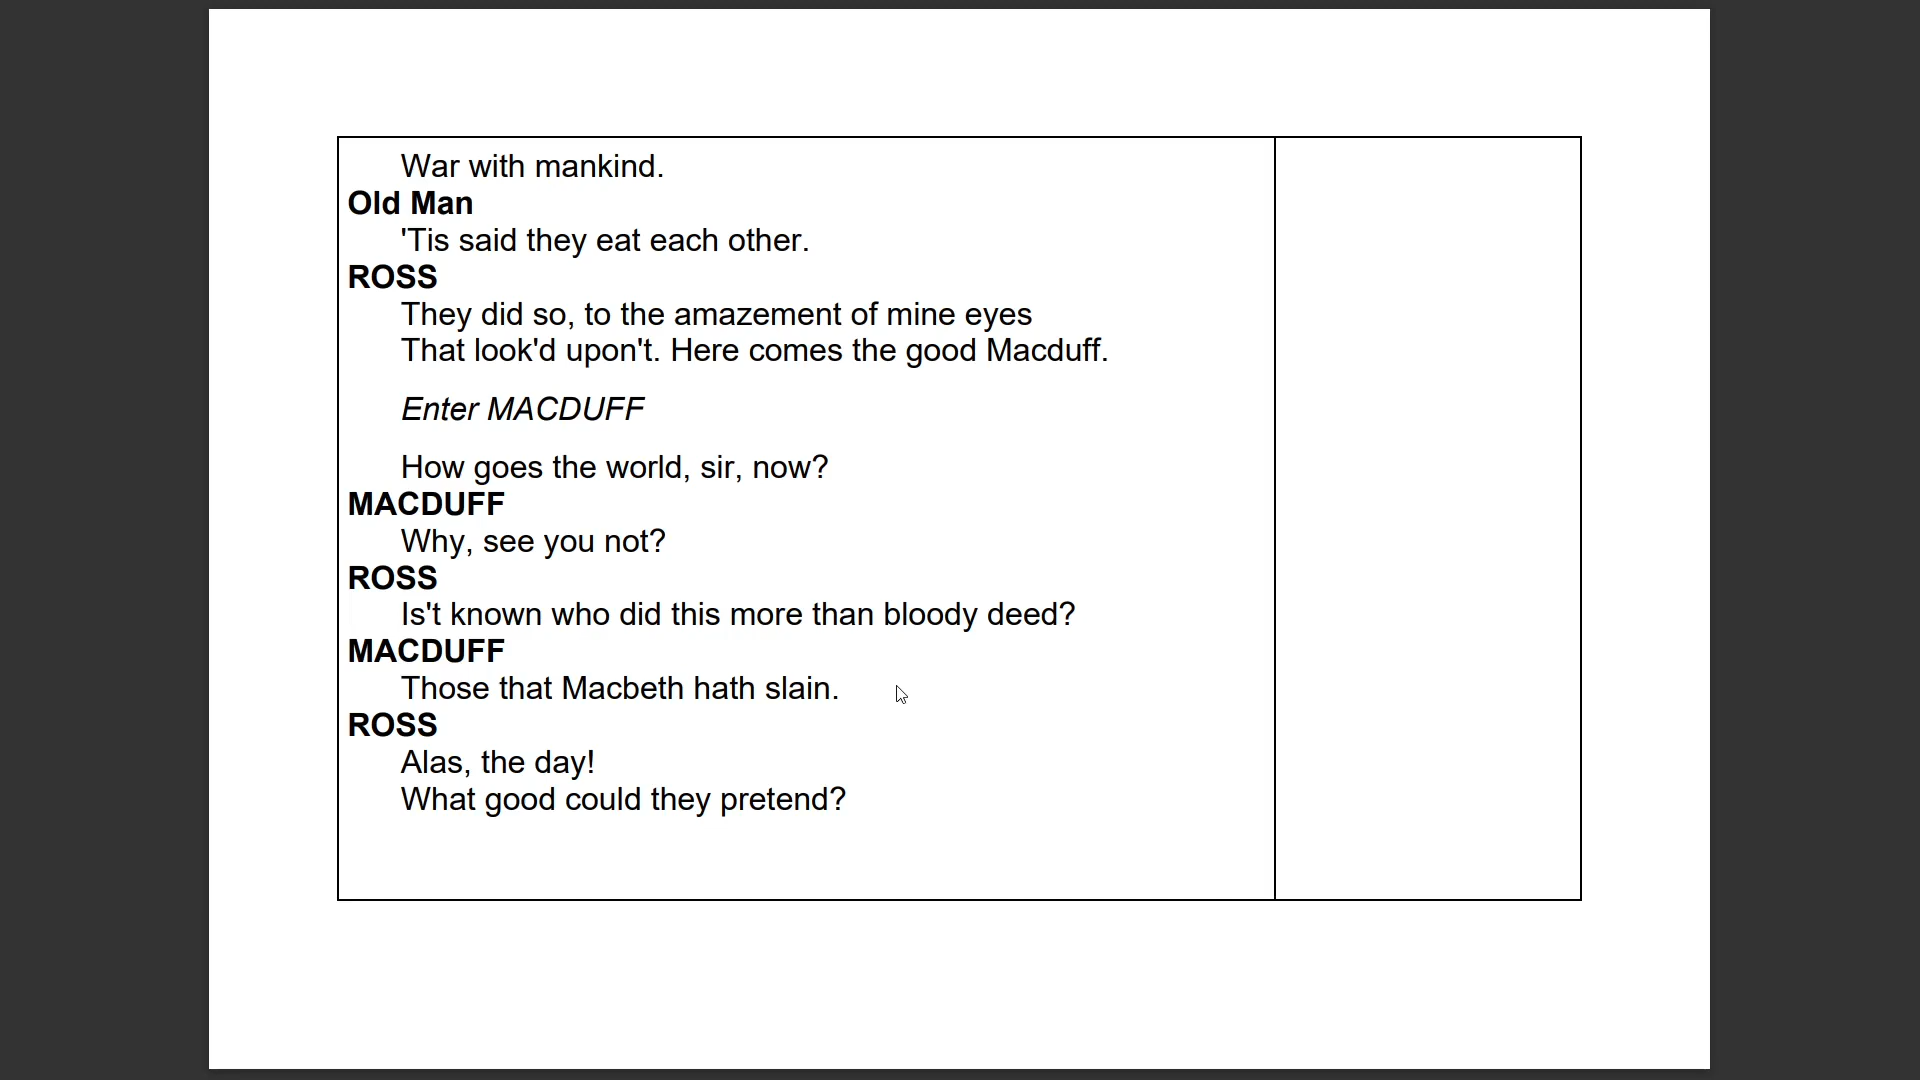 War with mankind.
Old Man
'Tis said they eat each other.
ROSS
They did so, to the amazement of mine eyes
That look'd upon't. Here comes the good Macduff.
Enter MACDUFF
How goes the world, sir, now?
MACDUFF
Why, see you not?
ROSS
Is't known who did this more than bloody deed?
MACDUFF
Those that Macbeth hath slain.
ROSS
Alas, the day!
What good could they pretend?